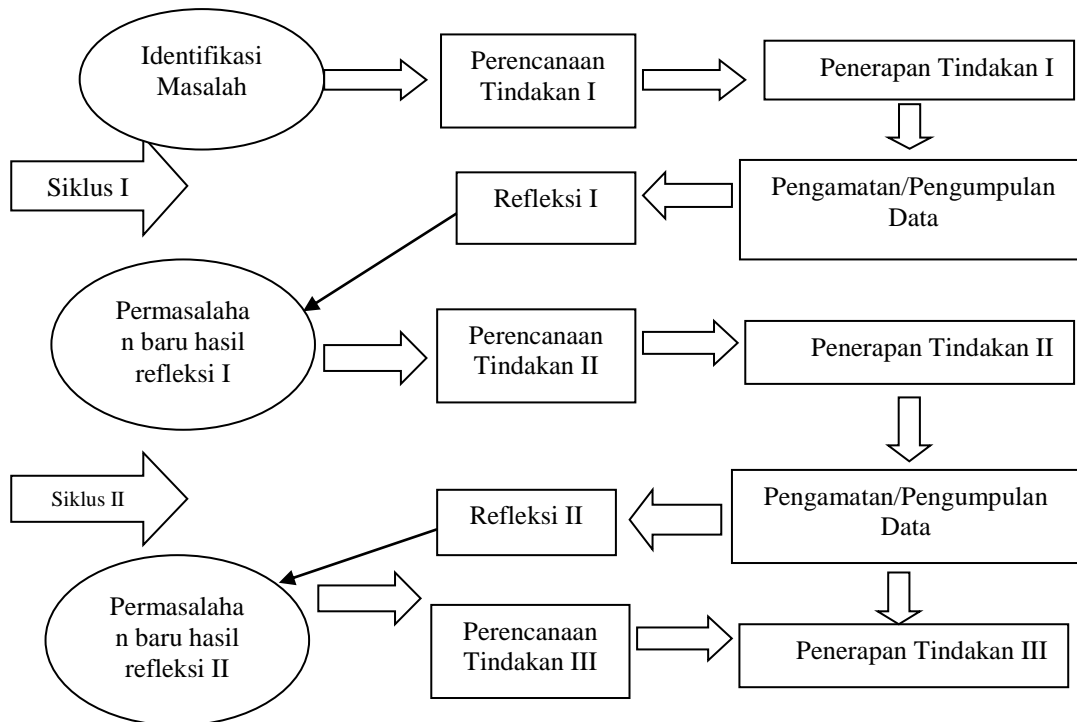 Identifikasi
Masalah
Perencanaan
Tindakan I
Penerapan Tindakan I
Siklus I
Refleksi I
Pengamatan/Pengumpulan
Data
Permasalaha
n baru hasil
refleksi I
Perencanaan
Tindakan II
Penerapan Tindakan II
Siklus II
Refleksi II
Pengamatan/Pengumpulan
Data
Permasalaha
n baru hasil
refleksi II
Perencanaan
Tindakan III
Penerapan Tindakan III